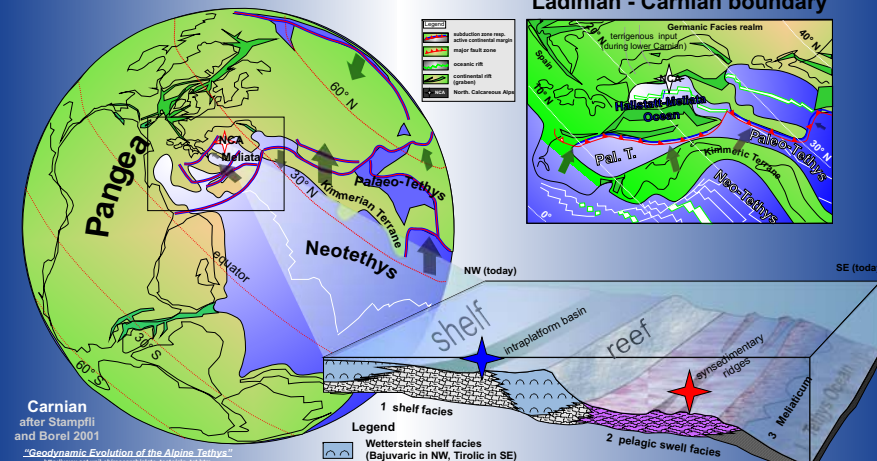 Ladinian - Carnian boundary
Legend
subduction zone resp.
active continental margin
major fault zone
oceanic rift
continental rift
(graben)
NCA
North. Calcareous Alps
Germanic Facies realm
terrigenous input
(during lower Carnian)
Spain
40° N
NCA
Hallstatt-Meliata
Ocean
Pal. T.
Kimmeric Terrane
Paleo-Tethys
30° N
Neo-Tethys
0°
60° N
Pangea
NCA
Meliata
30° N
Palaeo-Tethys
Kimmerian Terrane
Neotethys
equator
30° S
60° S
NW (today)
SE (toda
shelf
intraplatform basin
reef
synsedimentary
ridges
1 shelf facies
2 pelagic swell facies
3 Meliaticum
Tethys Ocean
Carnian
after Stampfli
and Borel 2001
"Geodynamic Evolution of the Alpine Tethys"
Legend
Wetterstein shelf facies
(Bajuvaric in NW, Tirolic in SE)